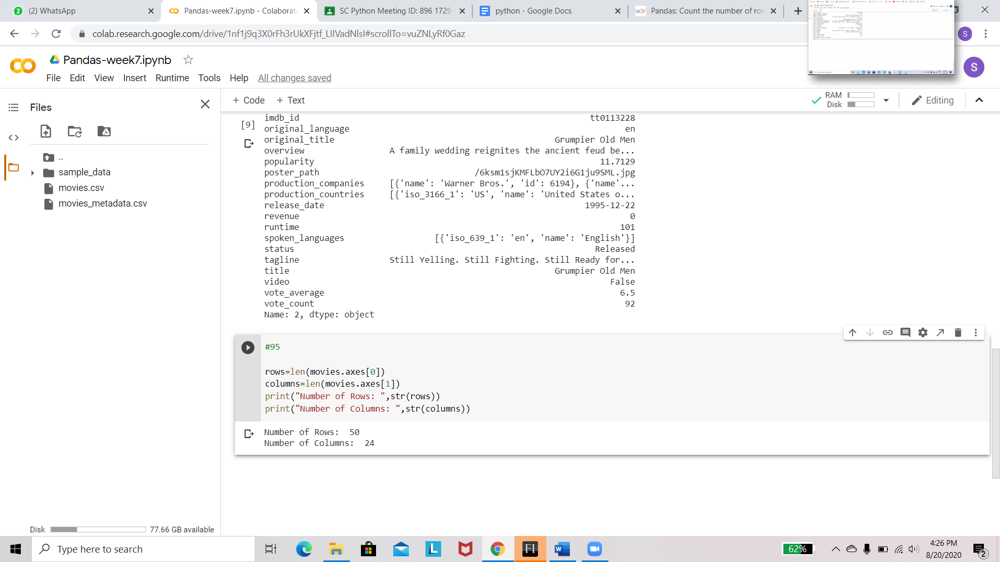 (2) WhatsApp
Pandas-week7.ipynb - Colaborat
SC Python Meeting ID: 896 1729
python - Google Docs
w3r Pandas: Count the number of row
colab.research.google.com/drive/1nf1j9q3X0rFh3rUkXFjtf_LIIVadNlsI#scrollTo=vuZNLyRf0Gaz
S
Pandas-week7.ipynb
S
File Edit View Insert Runtime Tools Help All changes saved
Files
+ Code + Text
RAM
Disk
Editing
..
sample_data
movies.csv
movies_metadata.csv
[9]
imdb_id tt0113228
original_language en
original_title Grumpier Old Men
overview A family wedding reignites the ancient feud be...
popularity 11.7129
poster_path /6ksm1sjKMFLbO7UY2i6G1ju9SML.jpg
production_companies [{'name': 'Warner Bros.', 'id': 6194}, {'name'...
production_countries [{'iso_3166_1': 'US', 'name': 'United States o...
release_date 1995-12-22
revenue 0
runtime 101
spoken_languages [{'iso_639_1': 'en', 'name': 'English'}]
status Released
tagline Still Yelling. Still Fighting. Still Ready for...
title Grumpier Old Men
video False
vote_average 6.5
vote_count 92
Name: 2, dtype: object
#95
rows=len(movies.axes[0])
columns=len(movies.axes[1])
print("Number of Rows: ",str(rows))
print("Number of Columns: ",str(columns))
Number of Rows:  50
Number of Columns:  24
Disk 77.66 GB available
Type here to search
L
FI
W
62%
4:26 PM
8/20/2020
2